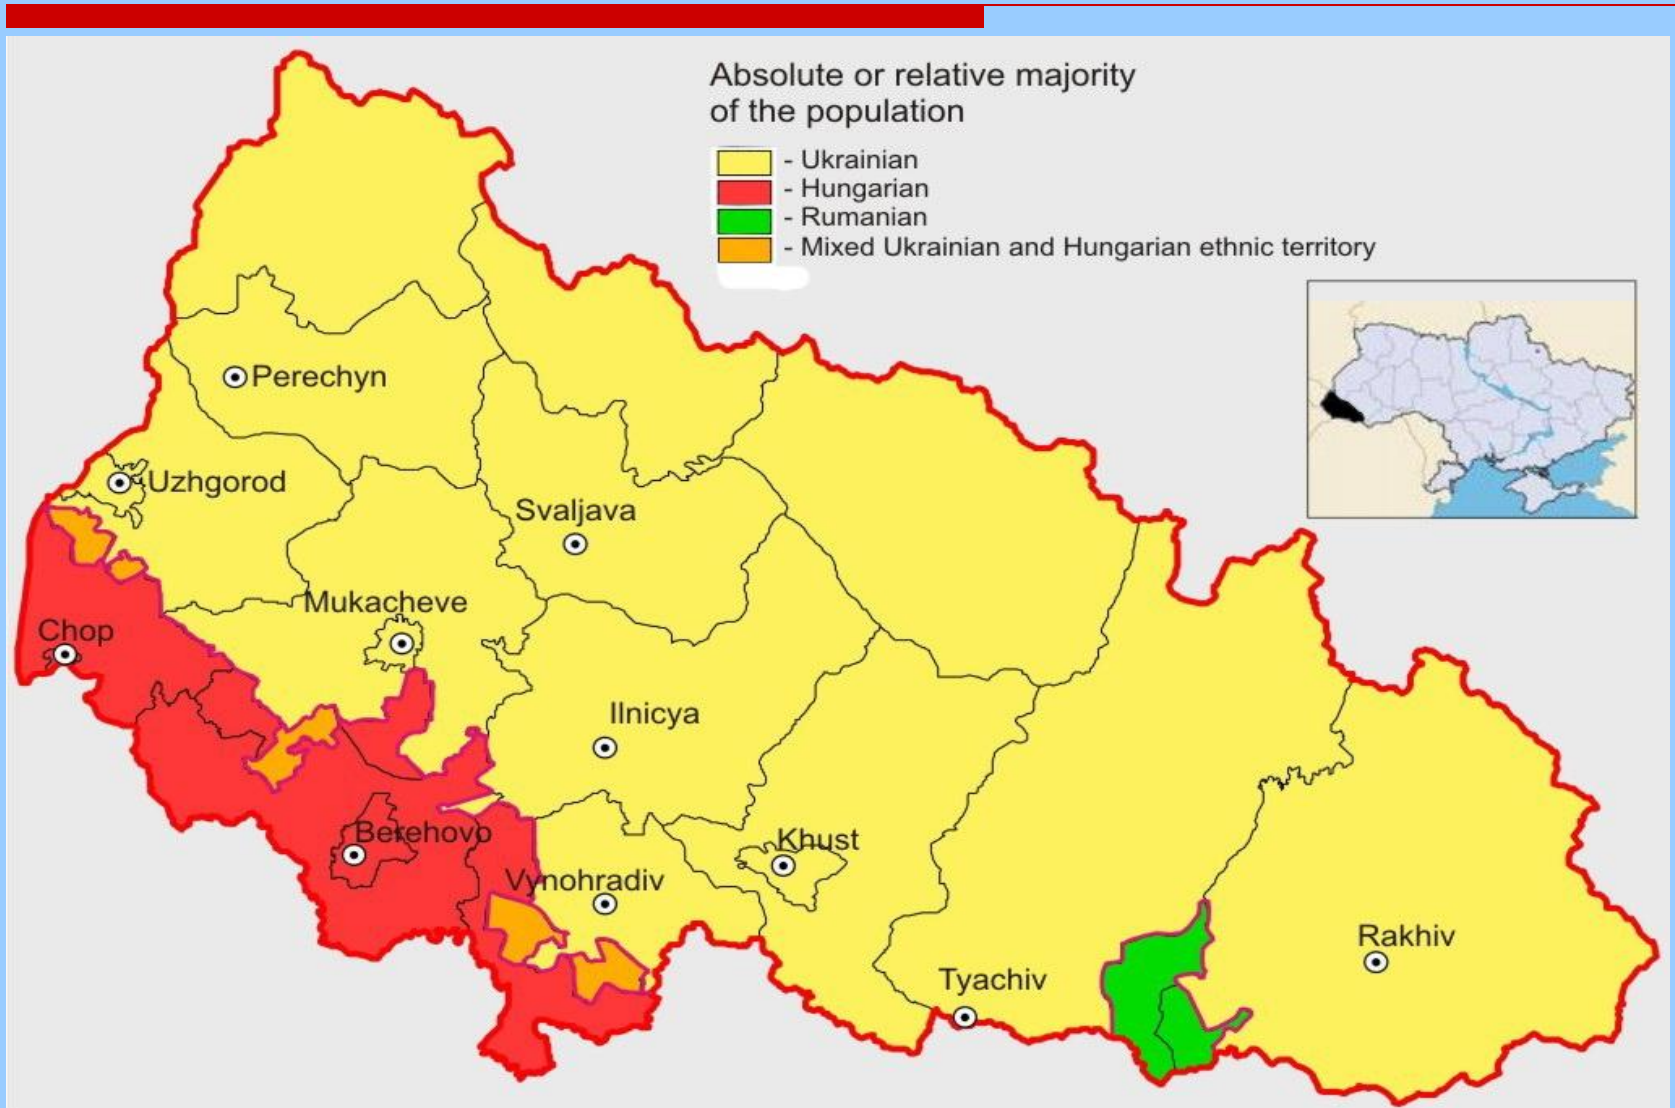 Absolute or relative majority
of the population
- Ukrainian
- Hungarian
- Rumanian
- Mixed Ukrainian and Hungarian ethnic territory
Perechyn
Uzhgorod
Svaljava
Mukacheve
Chop
Ilnicya
Berehovo
Khust
Vynohradiv
Rakhiv
Tyachiv